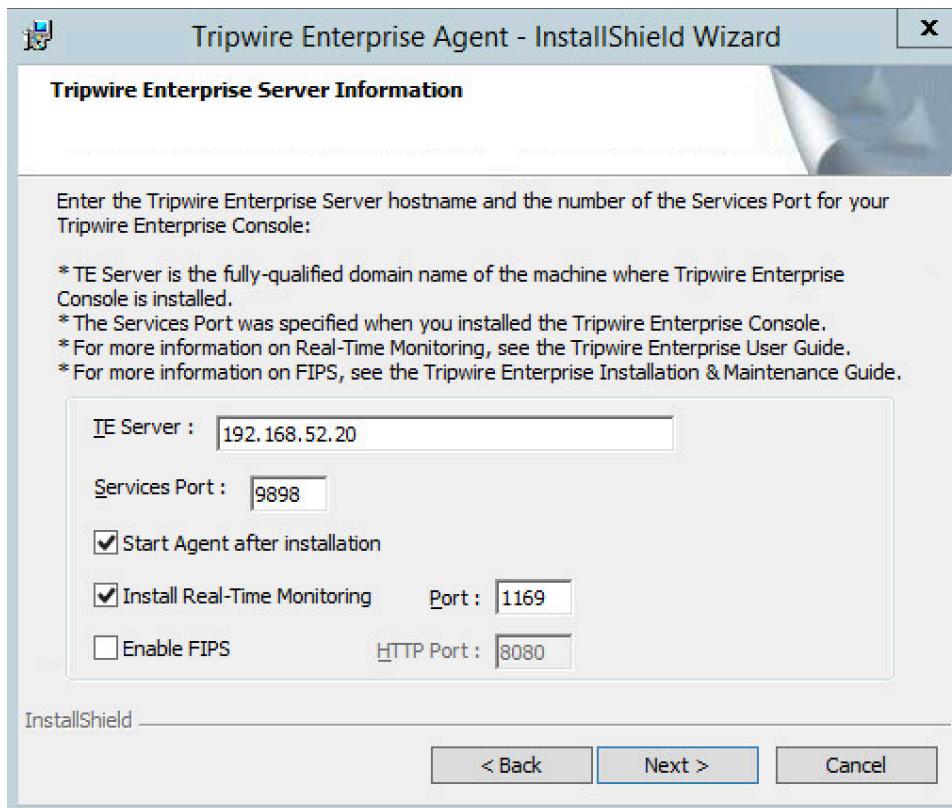 Tripwire Enterprise Agent - InstallShield Wizard
x
Tripwire Enterprise Server Information
Enter the Tripwire Enterprise Server hostname and the number of the Services Port for your
Tripwire Enterprise Console:
* TE Server is the fully-qualified domain name of the machine where Tripwire Enterprise
Console is installed.
* The Services Port was specified when you installed the Tripwire Enterprise Console.
* For more information on Real-Time Monitoring, see the Tripwire Enterprise User Guide.
* For more information on FIPS, see the Tripwire Enterprise Installation & Maintenance Guide.
TE Server : 192.168.52.20
Services Port : 9898
Start Agent after installation
Install Real-Time Monitoring Port : 1169
Enable FIPS HTTP Port : 8080
InstallShield
< Back Next > Cancel